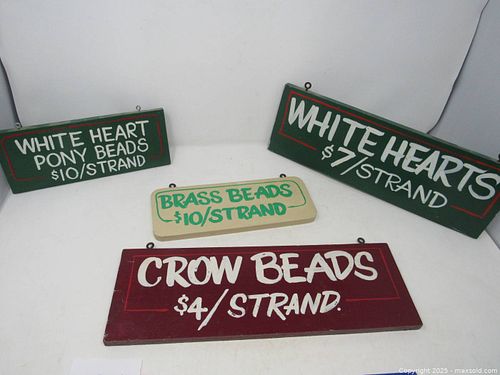 WHITE HEART
PONY BEADS
$10/STRAND
WHITE HEARTS
$7/STRAND
BRASS BEADS
$10/STRAND
CROW BEADS
$4/STRAND.
Copyright 2025 - maxsold.com